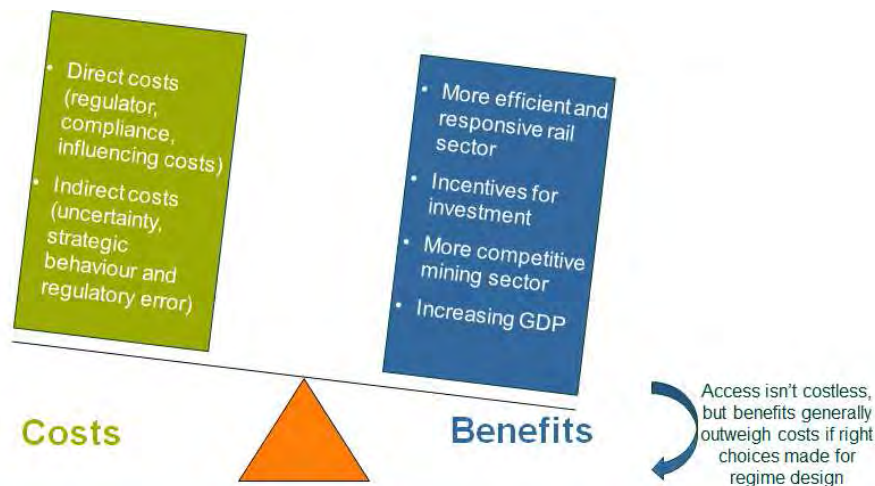 • Direct costs
(regulator,
compliance,
influencing costs)
• Indirect costs
(uncertainty,
strategic
behaviour and
regulatory error)
• More efficient and
responsive rail
sector
• Incentives for
investment
• More competitive
mining sector
• Increasing GDP
Costs
Benefits
Access isn't costless,
but benefits generally
outweigh costs if right
choices made for
regime design